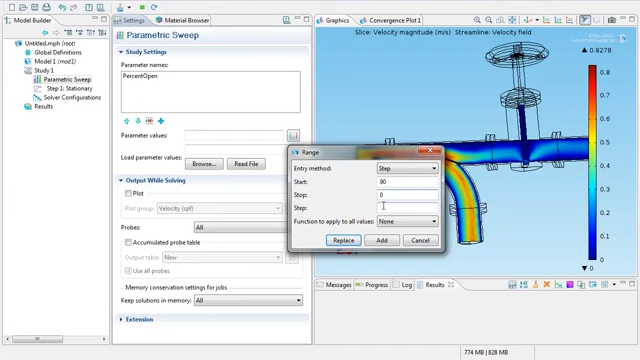 Model Builder
Untitled.mph (root)
Global Definitions
Model 1 (mod1)
Study 1
Parametric Sweep
Step 1: Stationary
Solver Configurations
Results
Settings
Material Browser
Parametric Sweep
Study Settings
Parameter names:
PercentOpen
Parameter values:
Load parameter values:
Browse...
Read File
Output While Solving
Plot
Plot group:
Velocity (spf)
Probes:
All
Accumulated probe table
Output table:
New
Use all probes
Memory conservation settings for jobs
Keep solutions in memory:
All
Extension
Range
Entry method:
Step
Start:
90
Stop:
0
Step:
Function to apply to all values:
None
Replace
Add
Cancel
Graphics
Convergence Plot 1
Slice: Velocity magnitude (m/s) Streamline: Velocity field
COMSOL
MULTIPHYSICS
▲ 0.8278
0.8
0.7
0.6
0.5
0.4
0.3
0.2
0.1
0
▼ 0
Messages
Progress
Log
Results
774 MB | 828 MB